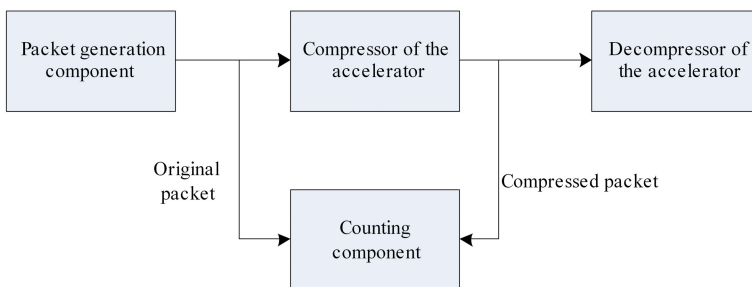 Packet generation
component
Compressor of the
accelerator
Decompressor of
the accelerator
Original
packet
Compressed packet
Counting
component